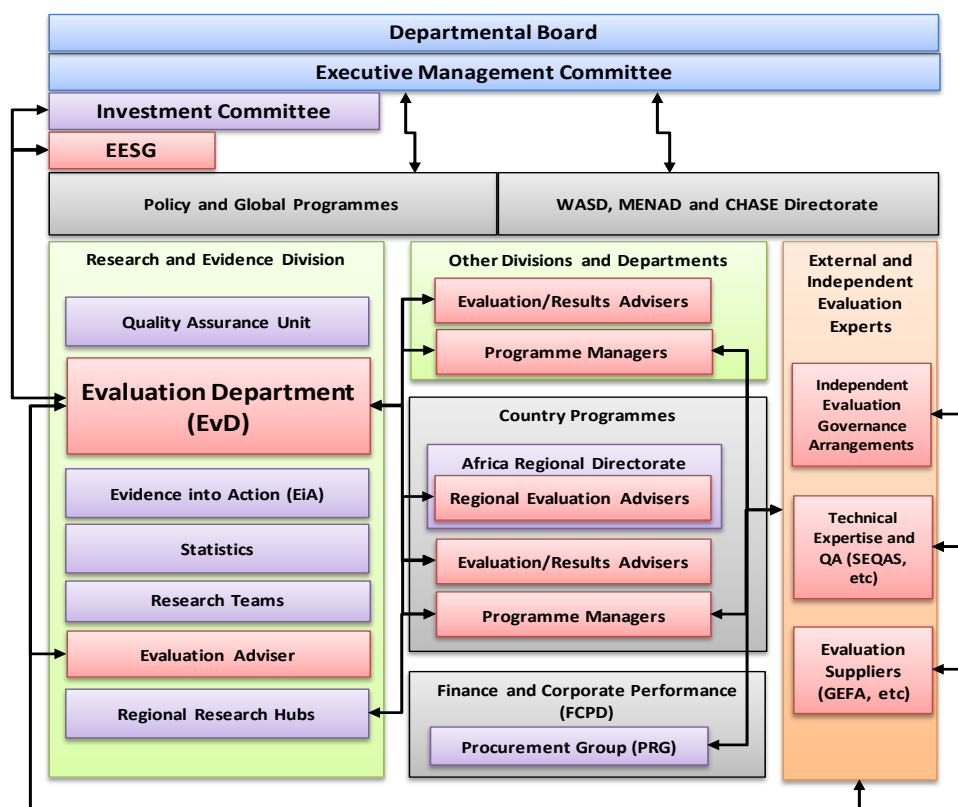 Departmental Board
Executive Management Committee
Investment Committee
EESG
Policy and Global Programmes
WASD, MENAD and CHASE Directorate
Research and Evidence Division
Quality Assurance Unit
Evaluation Department
(EvD)
Evidence into Action (EiA)
Statistics
Research Teams
Evaluation Adviser
Regional Research Hubs
Other Divisions and Departments
Evaluation/Results Advisers
Programme Managers
Country Programmes
Africa Regional Directorate
Regional Evaluation Advisers
Evaluation/Results Advisers
Programme Managers
Finance and Corporate Performance
(FCPD)
Procurement Group (PRG)
External and
Independent
Evaluation
Experts
Independent
Evaluation
Governance
Arrangements
Technical
Expertise and
QA (SEQAS,
etc)
Evaluation
Suppliers
(GEFA, etc)